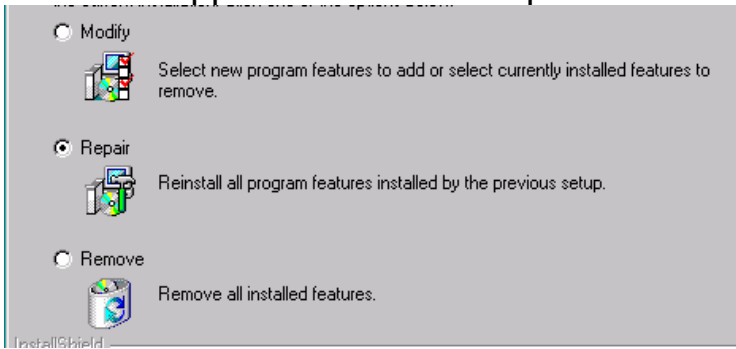 Modify
Select new program features to add or select currently installed features to
remove.
Repair
Reinstall all program features installed by the previous setup.
Remove
Remove all installed features.
InstallShield